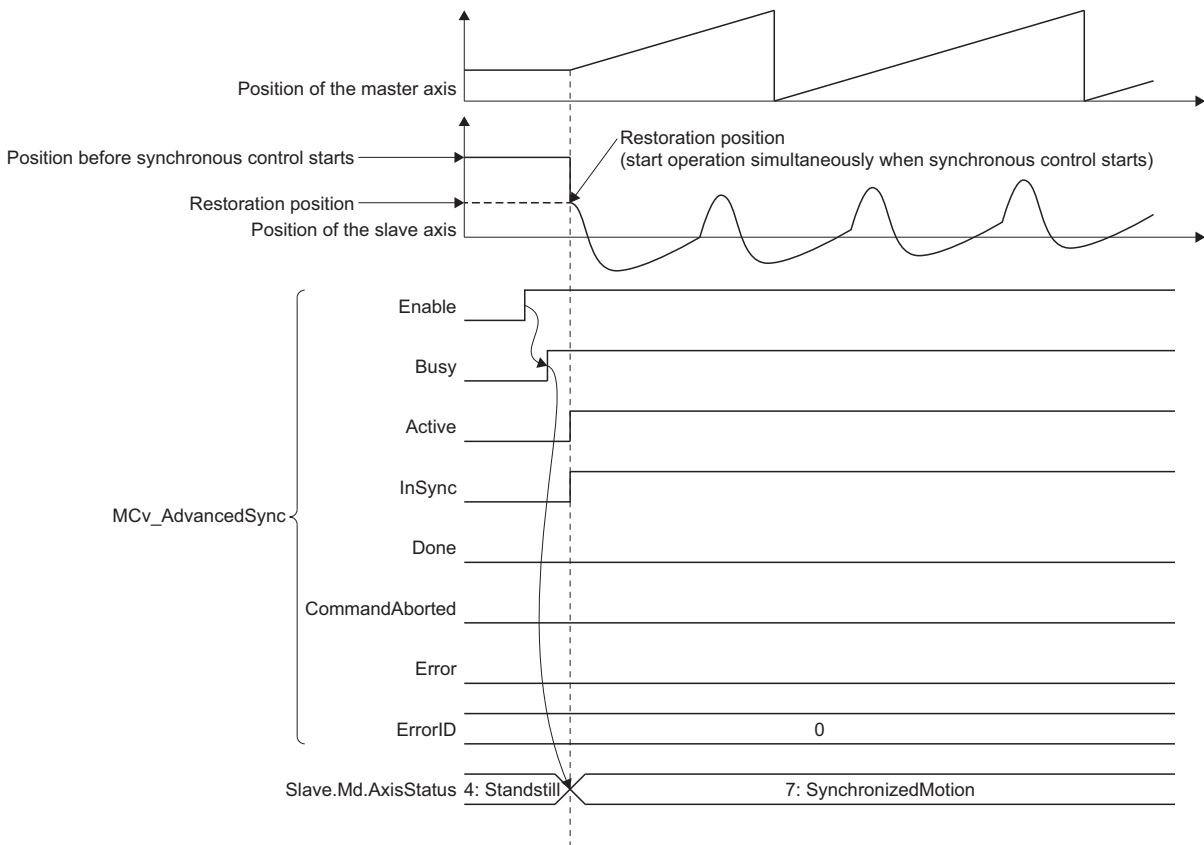 Position of the master axis
Position before synchronous control starts
Restoration position
(start operation simultaneously when synchronous control starts)
Restoration position
Position of the slave axis
MCv_AdvancedSync
Enable
Busy
Active
InSync
Done
CommandAborted
Error
ErrorID
0
Slave.Md.AxisStatus
4: Standstill
7: SynchronizedMotion